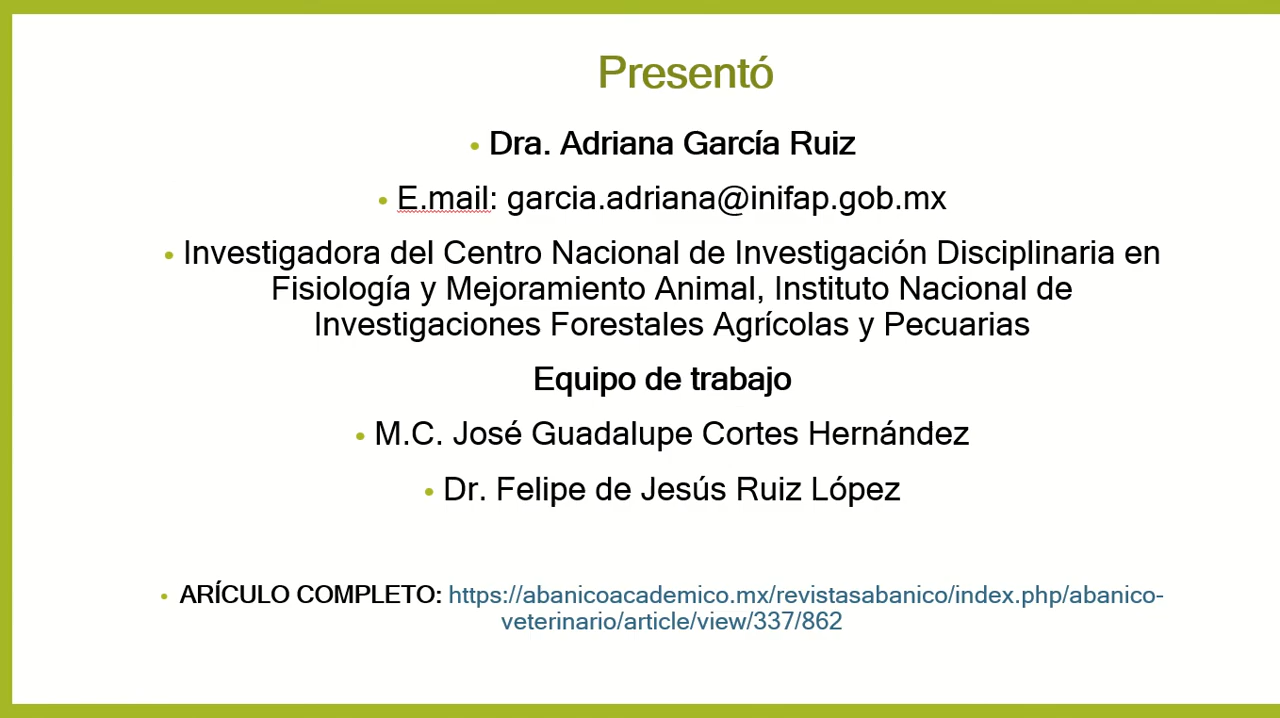 Presentó
• Dra. Adriana García Ruiz
• E.mail: garcia.adriana@inifap.gob.mx
• Investigadora del Centro Nacional de Investigación Disciplinaria en
Fisiología y Mejoramiento Animal, Instituto Nacional de
Investigaciones Forestales Agrícolas y Pecuarias
Equipo de trabajo
• M.C. José Guadalupe Cortes Hernández
• Dr. Felipe de Jesús Ruiz López
• ARÍCULO COMPLETO: https://abanicoacademico.mx/revistasabanico/index.php/abanico-
veterinario/article/view/337/862